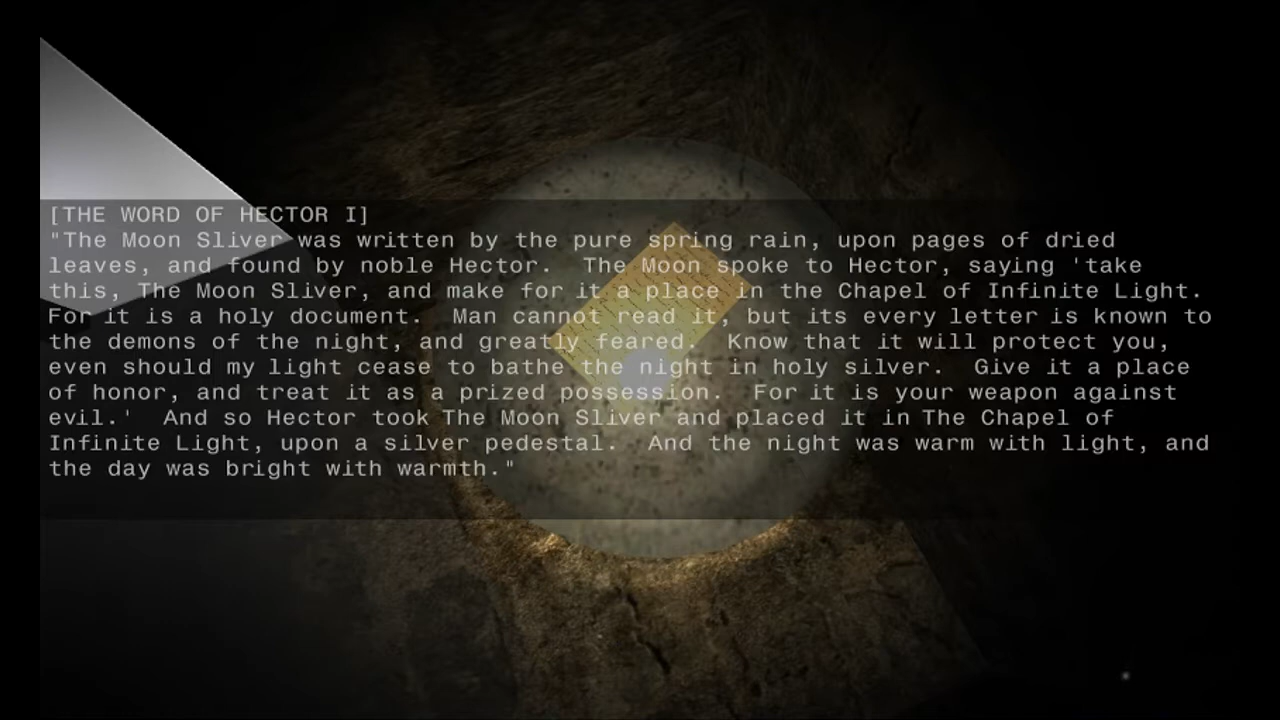 [THE WORD OF HECTOR I]
"The Moon Sliver was written by the pure spring rain, upon pages of dried
leaves, and found by noble Hector.  The Moon spoke to Hector, saying 'take
this, The Moon Sliver, and make for it a place in the Chapel of Infinite Light.
For it is a holy document.  Man cannot read it, but its every letter is known to
the demons of the night, and greatly feared.  Know that it will protect you,
even should my light cease to bathe the night in holy silver.  Give it a place
of honor, and treat it as a prized possession.  For it is your weapon against
evil.'  And so Hector took The Moon Sliver and placed it in The Chapel of
Infinite Light, upon a silver pedestal.  And the night was warm with light, and
the day was bright with warmth."